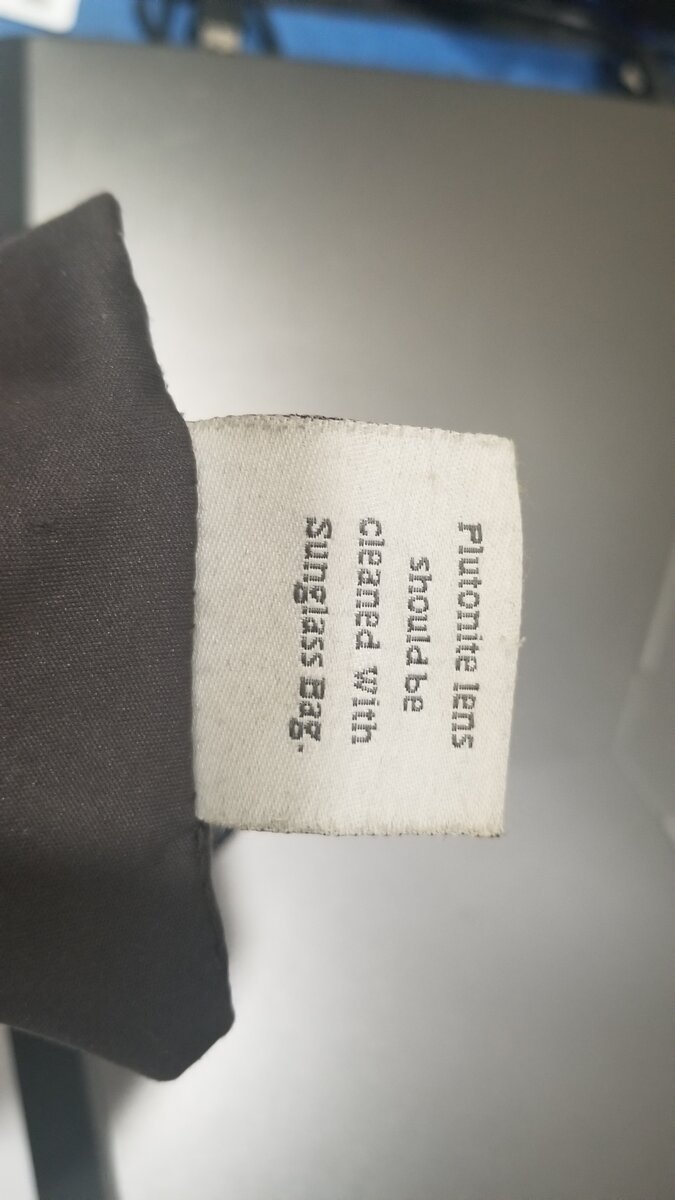 Plutonite lens
should be
cleaned with
Sunglass Bag.